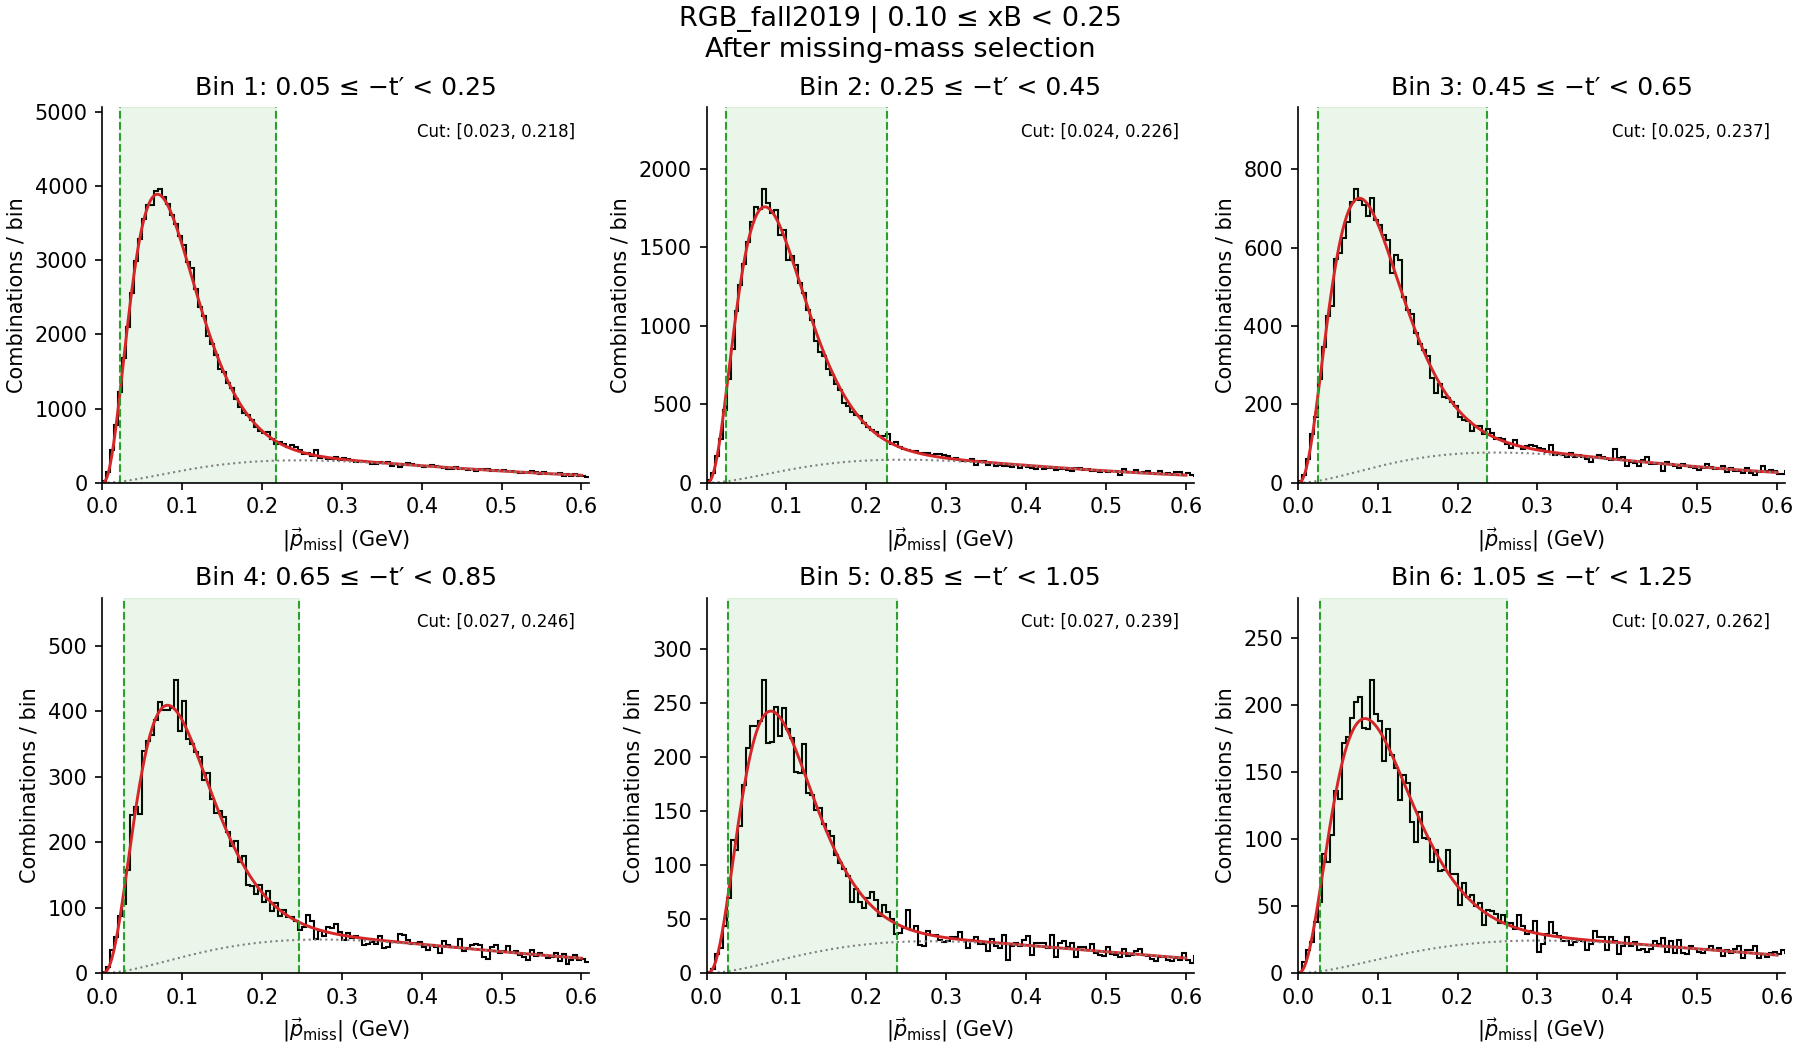 RGB_fall2019 | 0.10 ≤ xB < 0.25
After missing-mass selection
Bin 1: 0.05 ≤ −t′ < 0.25
Cut: [0.023, 0.218]
Combinations / bin
5000
4000
3000
2000
1000
0
0.0 0.1 0.2 0.3 0.4 0.5 0.6
|p⃗miss| (GeV)
Bin 2: 0.25 ≤ −t′ < 0.45
Cut: [0.024, 0.226]
Combinations / bin
2000
1500
1000
500
0
0.0 0.1 0.2 0.3 0.4 0.5 0.6
|p⃗miss| (GeV)
Bin 3: 0.45 ≤ −t′ < 0.65
Cut: [0.025, 0.237]
Combinations / bin
800
600
400
200
0
0.0 0.1 0.2 0.3 0.4 0.5 0.6
|p⃗miss| (GeV)
Bin 4: 0.65 ≤ −t′ < 0.85
Cut: [0.027, 0.246]
Combinations / bin
500
400
300
200
100
0
0.0 0.1 0.2 0.3 0.4 0.5 0.6
|p⃗miss| (GeV)
Bin 5: 0.85 ≤ −t′ < 1.05
Cut: [0.027, 0.239]
Combinations / bin
300
250
200
150
100
50
0
0.0 0.1 0.2 0.3 0.4 0.5 0.6
|p⃗miss| (GeV)
Bin 6: 1.05 ≤ −t′ < 1.25
Cut: [0.027, 0.262]
Combinations / bin
250
200
150
100
50
0
0.0 0.1 0.2 0.3 0.4 0.5 0.6
|p⃗miss| (GeV)